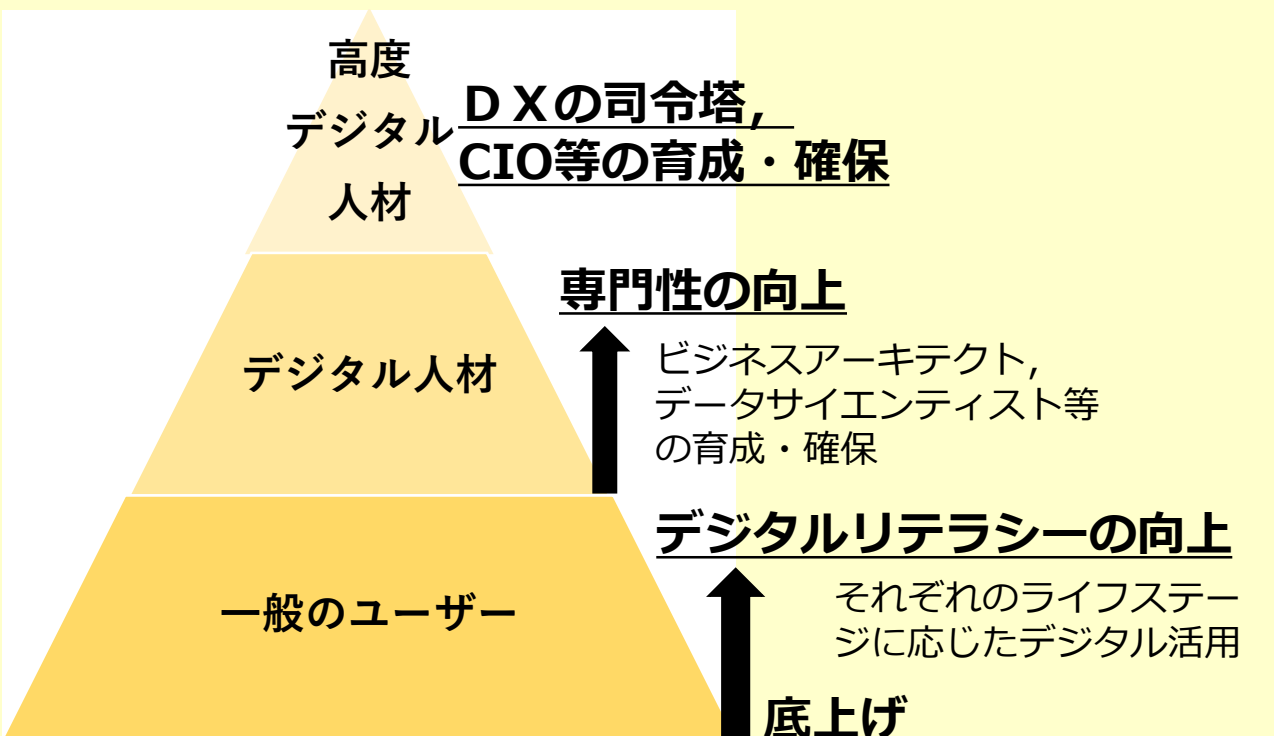 高度
デジタル
人材
ＤＸの司令塔,
CIO等の育成・確保
専門性の向上
デジタル人材
ビジネスアーキテクト,
データサイエンティスト等
の育成・確保
デジタルリテラシーの向上
一般のユーザー
それぞれのライフステー
ジに応じたデジタル活用
底上げ